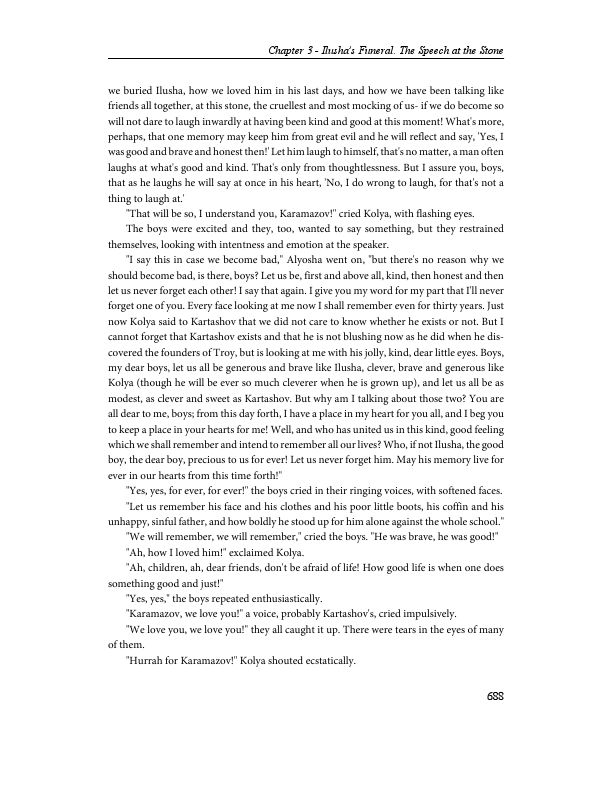 Chapter 3 - Ilusha's Funeral. The Speech at the Stone
we buried Ilusha, how we loved him in his last days, and how we have been talking like
friends all together, at this stone, the cruellest and most mocking of us- if we do become so
will not dare to laugh inwardly at having been kind and good at this moment! What's more,
perhaps, that one memory may keep him from great evil and he will reflect and say, 'Yes, I
was good and brave and honest then!' Let him laugh to himself, that's no matter, a man often
laughs at what's good and kind. That's only from thoughtlessness. But I assure you, boys,
that as he laughs he will say at once in his heart, 'No, I do wrong to laugh, for that's not a
thing to laugh at.'
"That will be so, I understand you, Karamazov!" cried Kolya, with flashing eyes.
The boys were excited and they, too, wanted to say something, but they restrained
themselves, looking with intentness and emotion at the speaker.
"I say this in case we become bad," Alyosha went on, "but there's no reason why we
should become bad, is there, boys? Let us be, first and above all, kind, then honest and then
let us never forget each other! I say that again. I give you my word for my part that I'll never
forget one of you. Every face looking at me now I shall remember even for thirty years. Just
now Kolya said to Kartashov that we did not care to know whether he exists or not. But I
cannot forget that Kartashov exists and that he is not blushing now as he did when he dis-
covered the founders of Troy, but is looking at me with his jolly, kind, dear little eyes. Boys,
my dear boys, let us all be generous and brave like Ilusha, clever, brave and generous like
Kolya (though he will be ever so much cleverer when he is grown up), and let us all be as
modest, as clever and sweet as Kartashov. But why am I talking about those two? You are
all dear to me, boys; from this day forth, I have a place in my heart for you all, and I beg you
to keep a place in your hearts for me! Well, and who has united us in this kind, good feeling
which we shall remember and intend to remember all our lives? Who, if not Ilusha, the good
boy, the dear boy, precious to us for ever! Let us never forget him. May his memory live for
ever in our hearts from this time forth!"
"Yes, yes, for ever, for ever!" the boys cried in their ringing voices, with softened faces.
"Let us remember his face and his clothes and his poor little boots, his coffin and his
unhappy, sinful father, and how boldly he stood up for him alone against the whole school."
"We will remember, we will remember," cried the boys. "He was brave, he was good!"
"Ah, how I loved him!" exclaimed Kolya.
"Ah, children, ah, dear friends, don't be afraid of life! How good life is when one does
something good and just!"
"Yes, yes," the boys repeated enthusiastically.
"Karamazov, we love you!" a voice, probably Kartashov's, cried impulsively.
"We love you, we love you!" they all caught it up. There were tears in the eyes of many
of them.
"Hurrah for Karamazov!" Kolya shouted ecstatically.
688